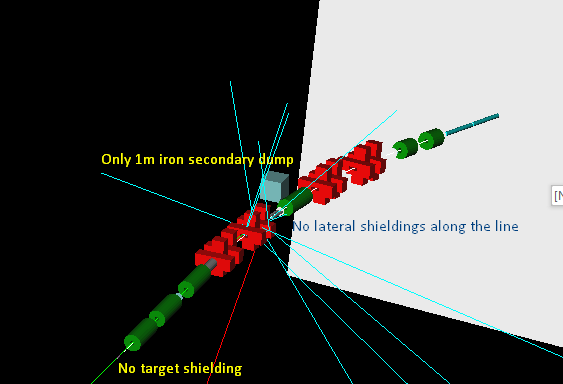 Only 1m iron secondary dump
[N
No lateral shieldings along the line
No target shielding